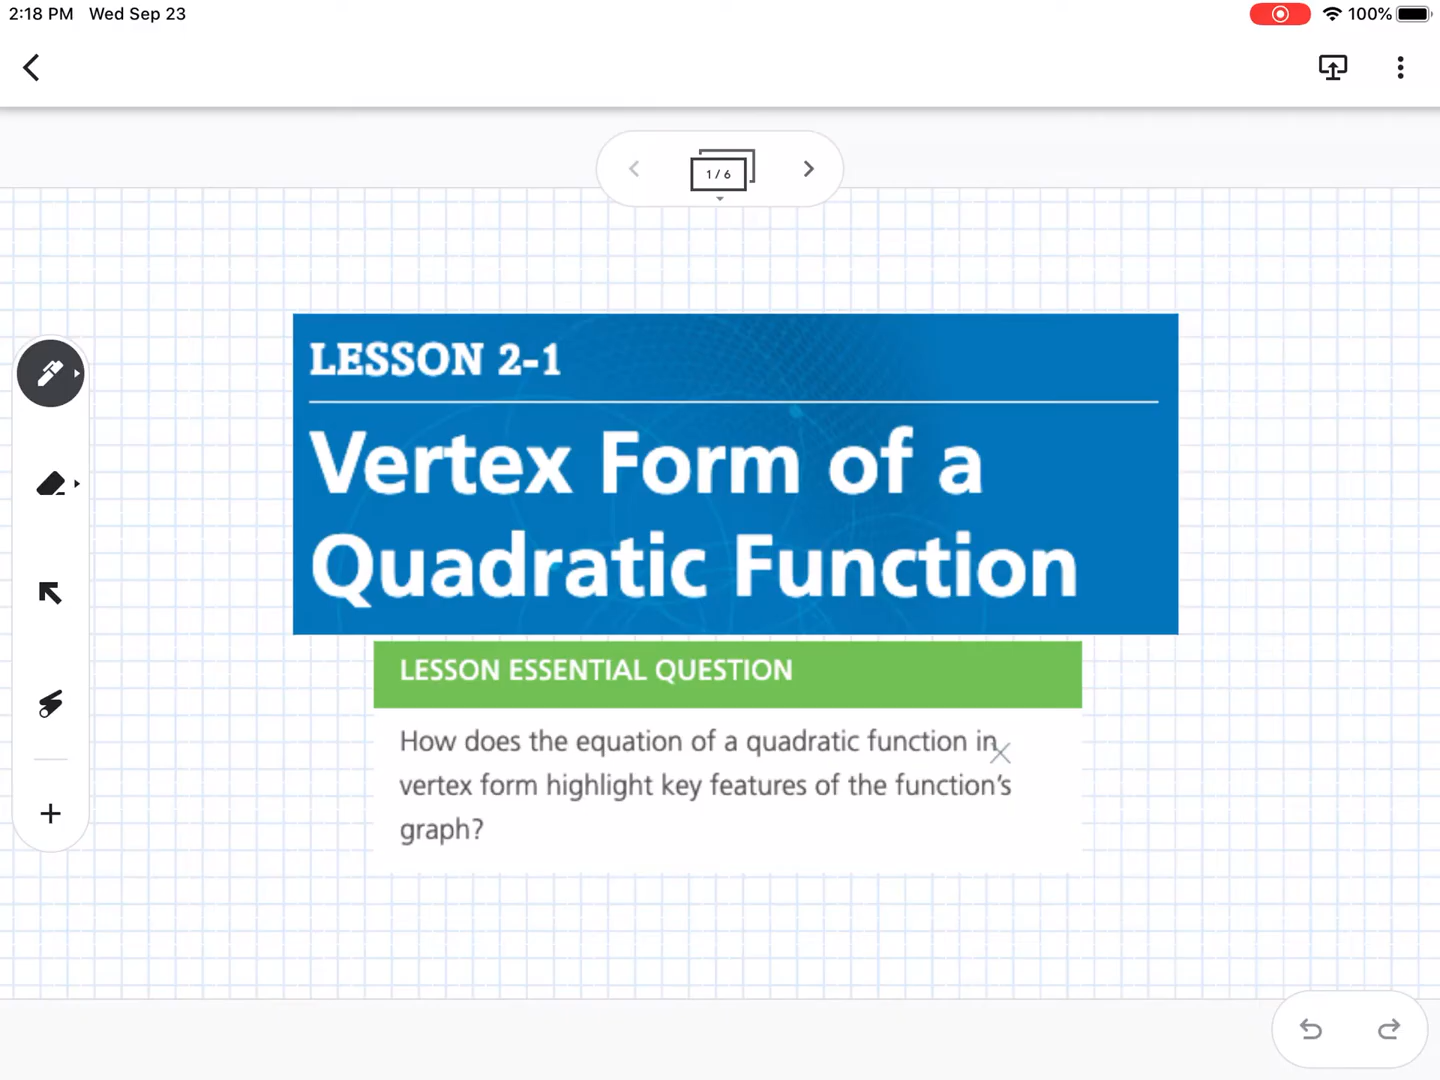 2:18 PM Wed Sep 23
100%
1 / 6
LESSON 2-1
Vertex Form of a
Quadratic Function
LESSON ESSENTIAL QUESTION
How does the equation of a quadratic function in
vertex form highlight key features of the function's
graph?